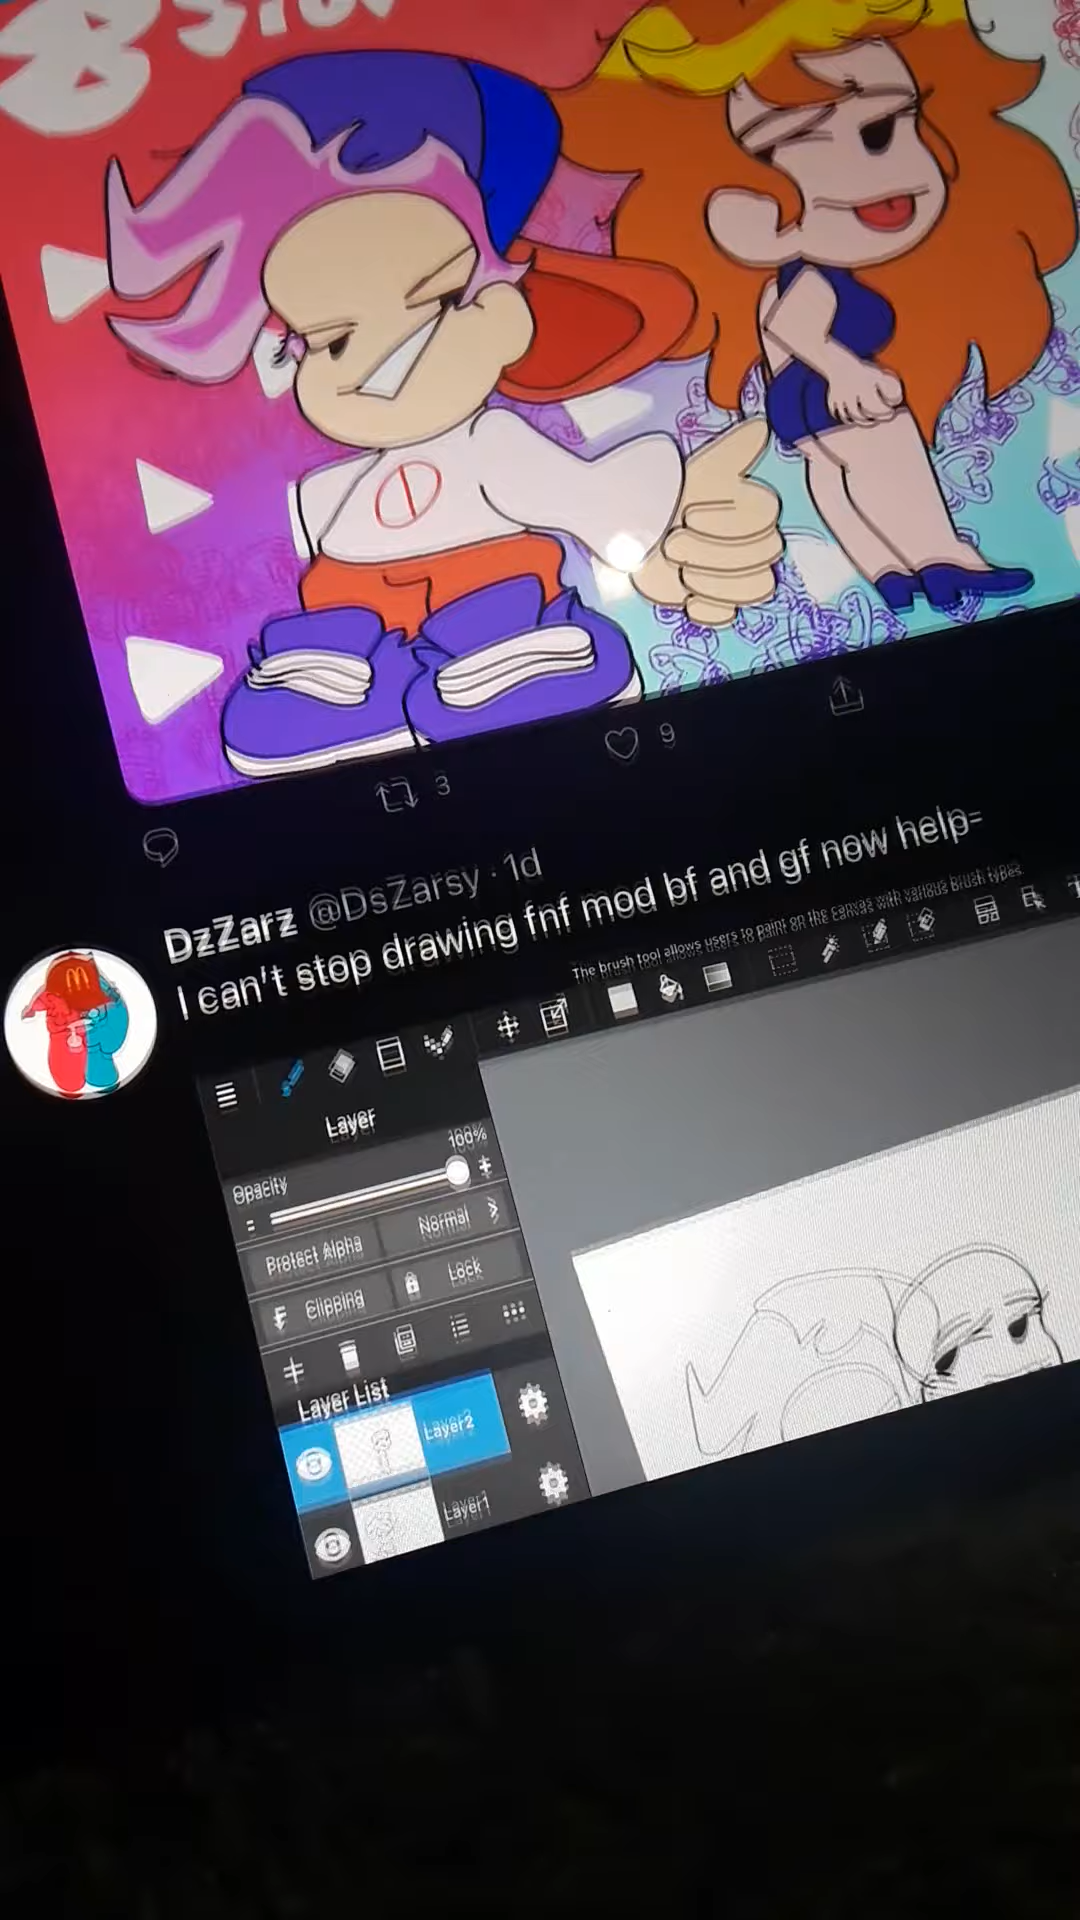 3
9
DzZarz @DsZarsy · 1d
I can't stop drawing fnf mod bf and gf now help-
The brush tool allows users to paint on the canvas with various brush types.
Layer
Opacity
100%
Protect Alpha
Normal
Clipping
Lock
Layer List
Layer2
Layer1